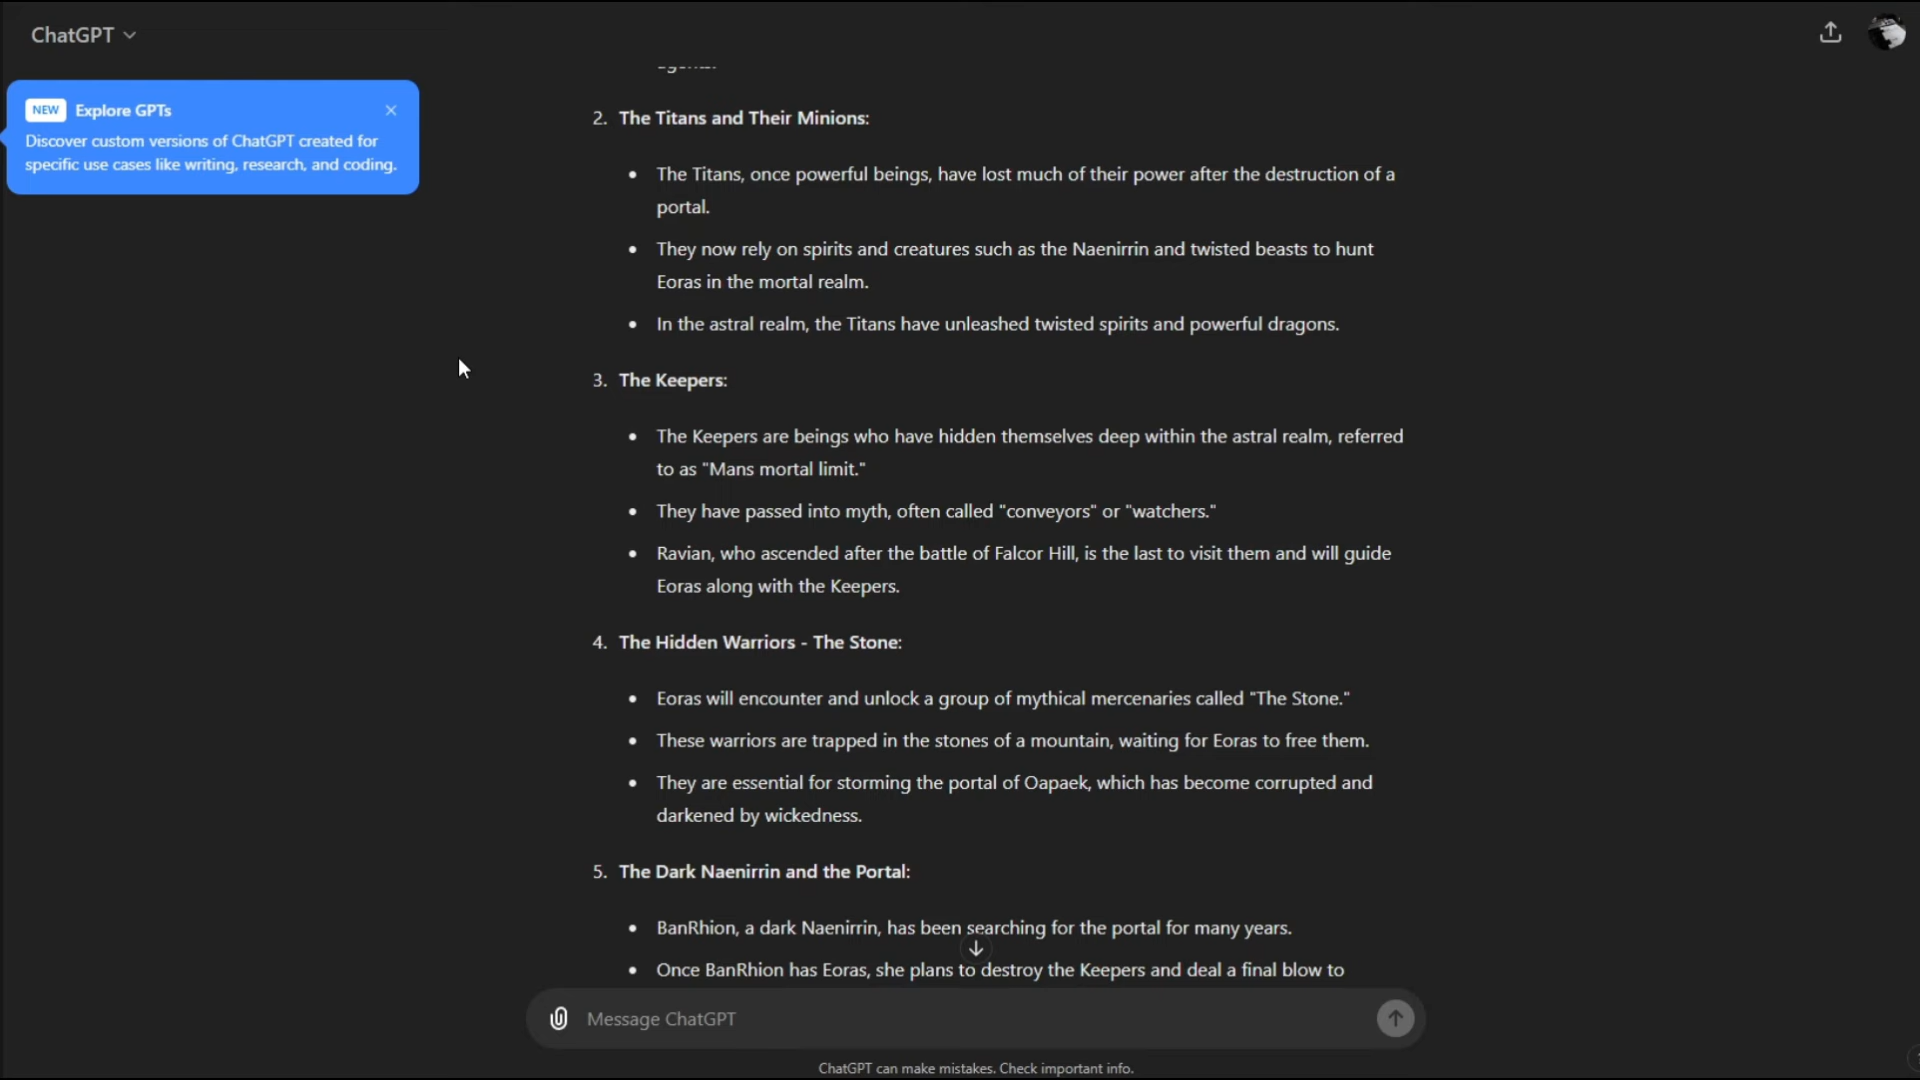 ChatGPT
NEW Explore GPTs
Discover custom versions of ChatGPT created for
specific use cases like writing, research, and coding.
2. The Titans and Their Minions:
• The Titans, once powerful beings, have lost much of their power after the destruction of a
portal.
• They now rely on spirits and creatures such as the Naenirrin and twisted beasts to hunt
Eoras in the mortal realm.
• In the astral realm, the Titans have unleashed twisted spirits and powerful dragons.
3. The Keepers:
• The Keepers are beings who have hidden themselves deep within the astral realm, referred
to as "Mans mortal limit."
• They have passed into myth, often called "conveyors" or "watchers."
• Ravian, who ascended after the battle of Falcor Hill, is the last to visit them and will guide
Eoras along with the Keepers.
4. The Hidden Warriors - The Stone:
• Eoras will encounter and unlock a group of mythical mercenaries called "The Stone."
• These warriors are trapped in the stones of a mountain, waiting for Eoras to free them.
• They are essential for storming the portal of Oapaek, which has become corrupted and
darkened by wickedness.
5. The Dark Naenirrin and the Portal:
• BanRhion, a dark Naenirrin, has been searching for the portal for many years.
• Once BanRhion has Eoras, she plans to destroy the Keepers and deal a final blow to
Message ChatGPT
ChatGPT can make mistakes. Check important info.